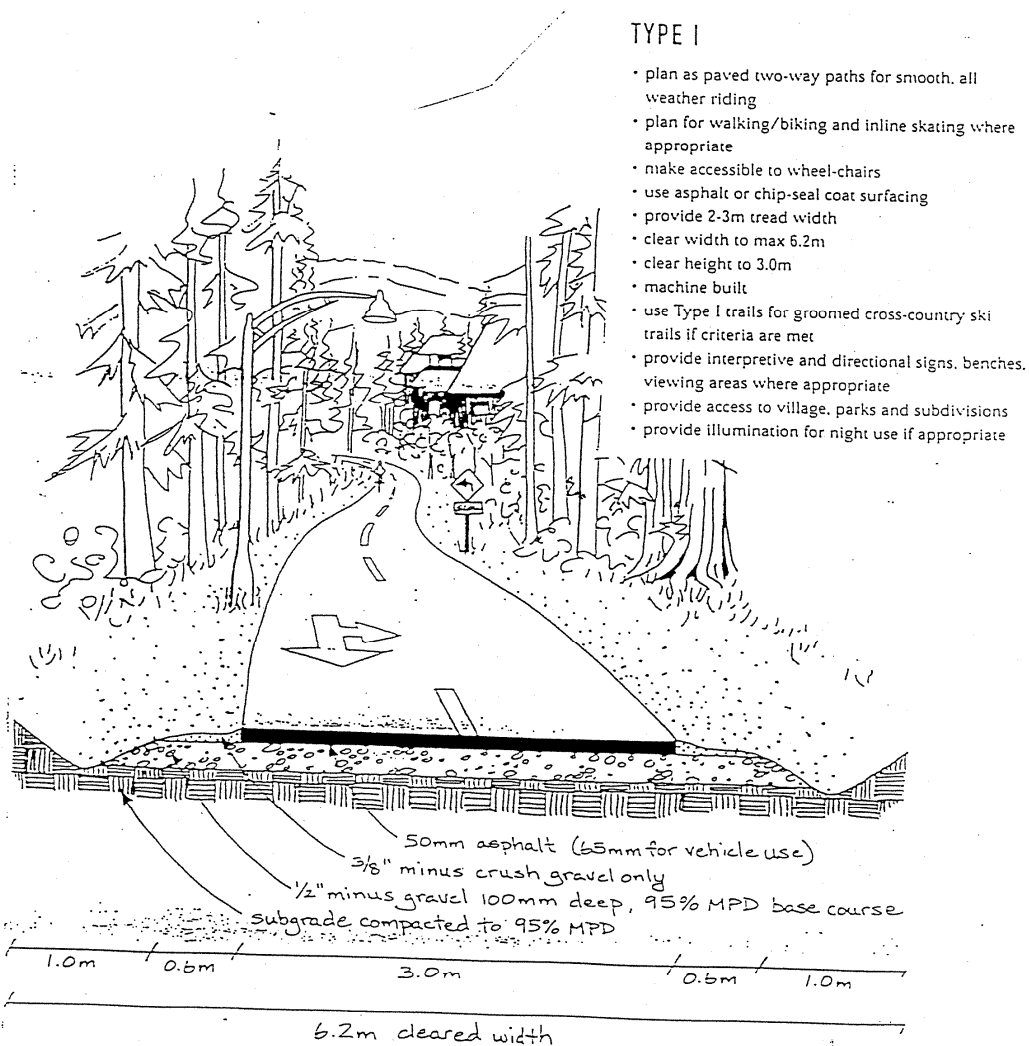 TYPE I
• plan as paved two-way paths for smooth, all
weather riding
• plan for walking/biking and inline skating where
appropriate
• make accessible to wheel-chairs
• use asphalt or chip-seal coat surfacing
• provide 2-3m tread width
• clear width to max 6.2m
• clear height to 3.0m
• machine built
• use Type I trails for groomed cross-country ski
trails if criteria are met
• provide interpretive and directional signs, benches,
viewing areas where appropriate
• provide access to village, parks and subdivisions
• provide illumination for night use if appropriate
50mm asphalt (65mm for vehicle use)
3/8" minus crush gravel only
1/2" minus gravel 100mm deep, 95% MPD base course
subgrade compacted to 95% MPD
1.0m 0.6m 3.0m 0.6m 1.0m
6.2m cleared width